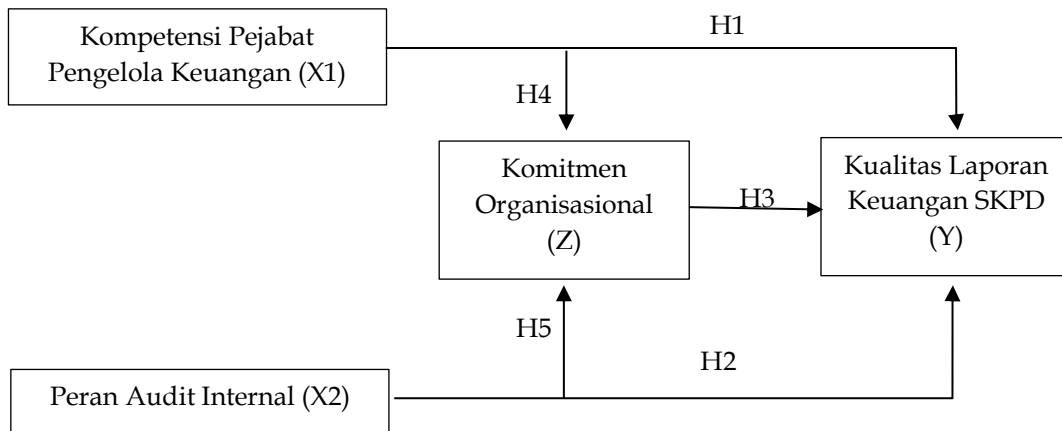 Kompetensi Pejabat
Pengelola Keuangan (X1)
H1
H4
Komitmen
Organisasional
(Z)
H3
Kualitas Laporan
Keuangan SKPD
(Y)
H5
H2
Peran Audit Internal (X2)